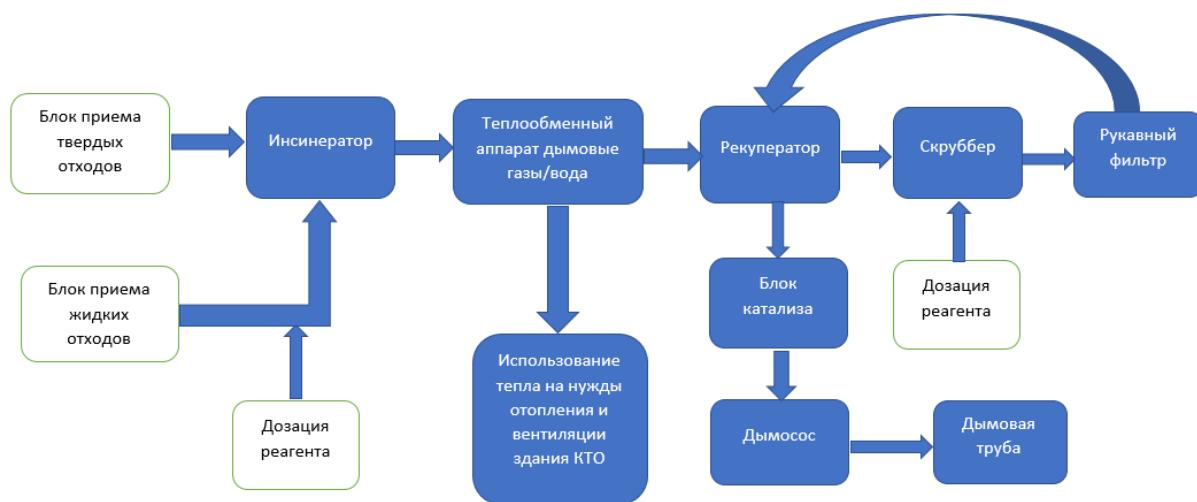 Блок приема
твердых
отходов
Инсинератор
Теплообменный
аппарат дымовые
газы/вода
Рекуператор
Скруббер
Рукавный
фильтр
Блок приема
жидких
отходов
Блок
катализа
Дозация
реагента
Использование
тепла на нужды
отопления и
вентиляции
здания КТО
Дозация
реагента
Дымосос
Дымовая
труба